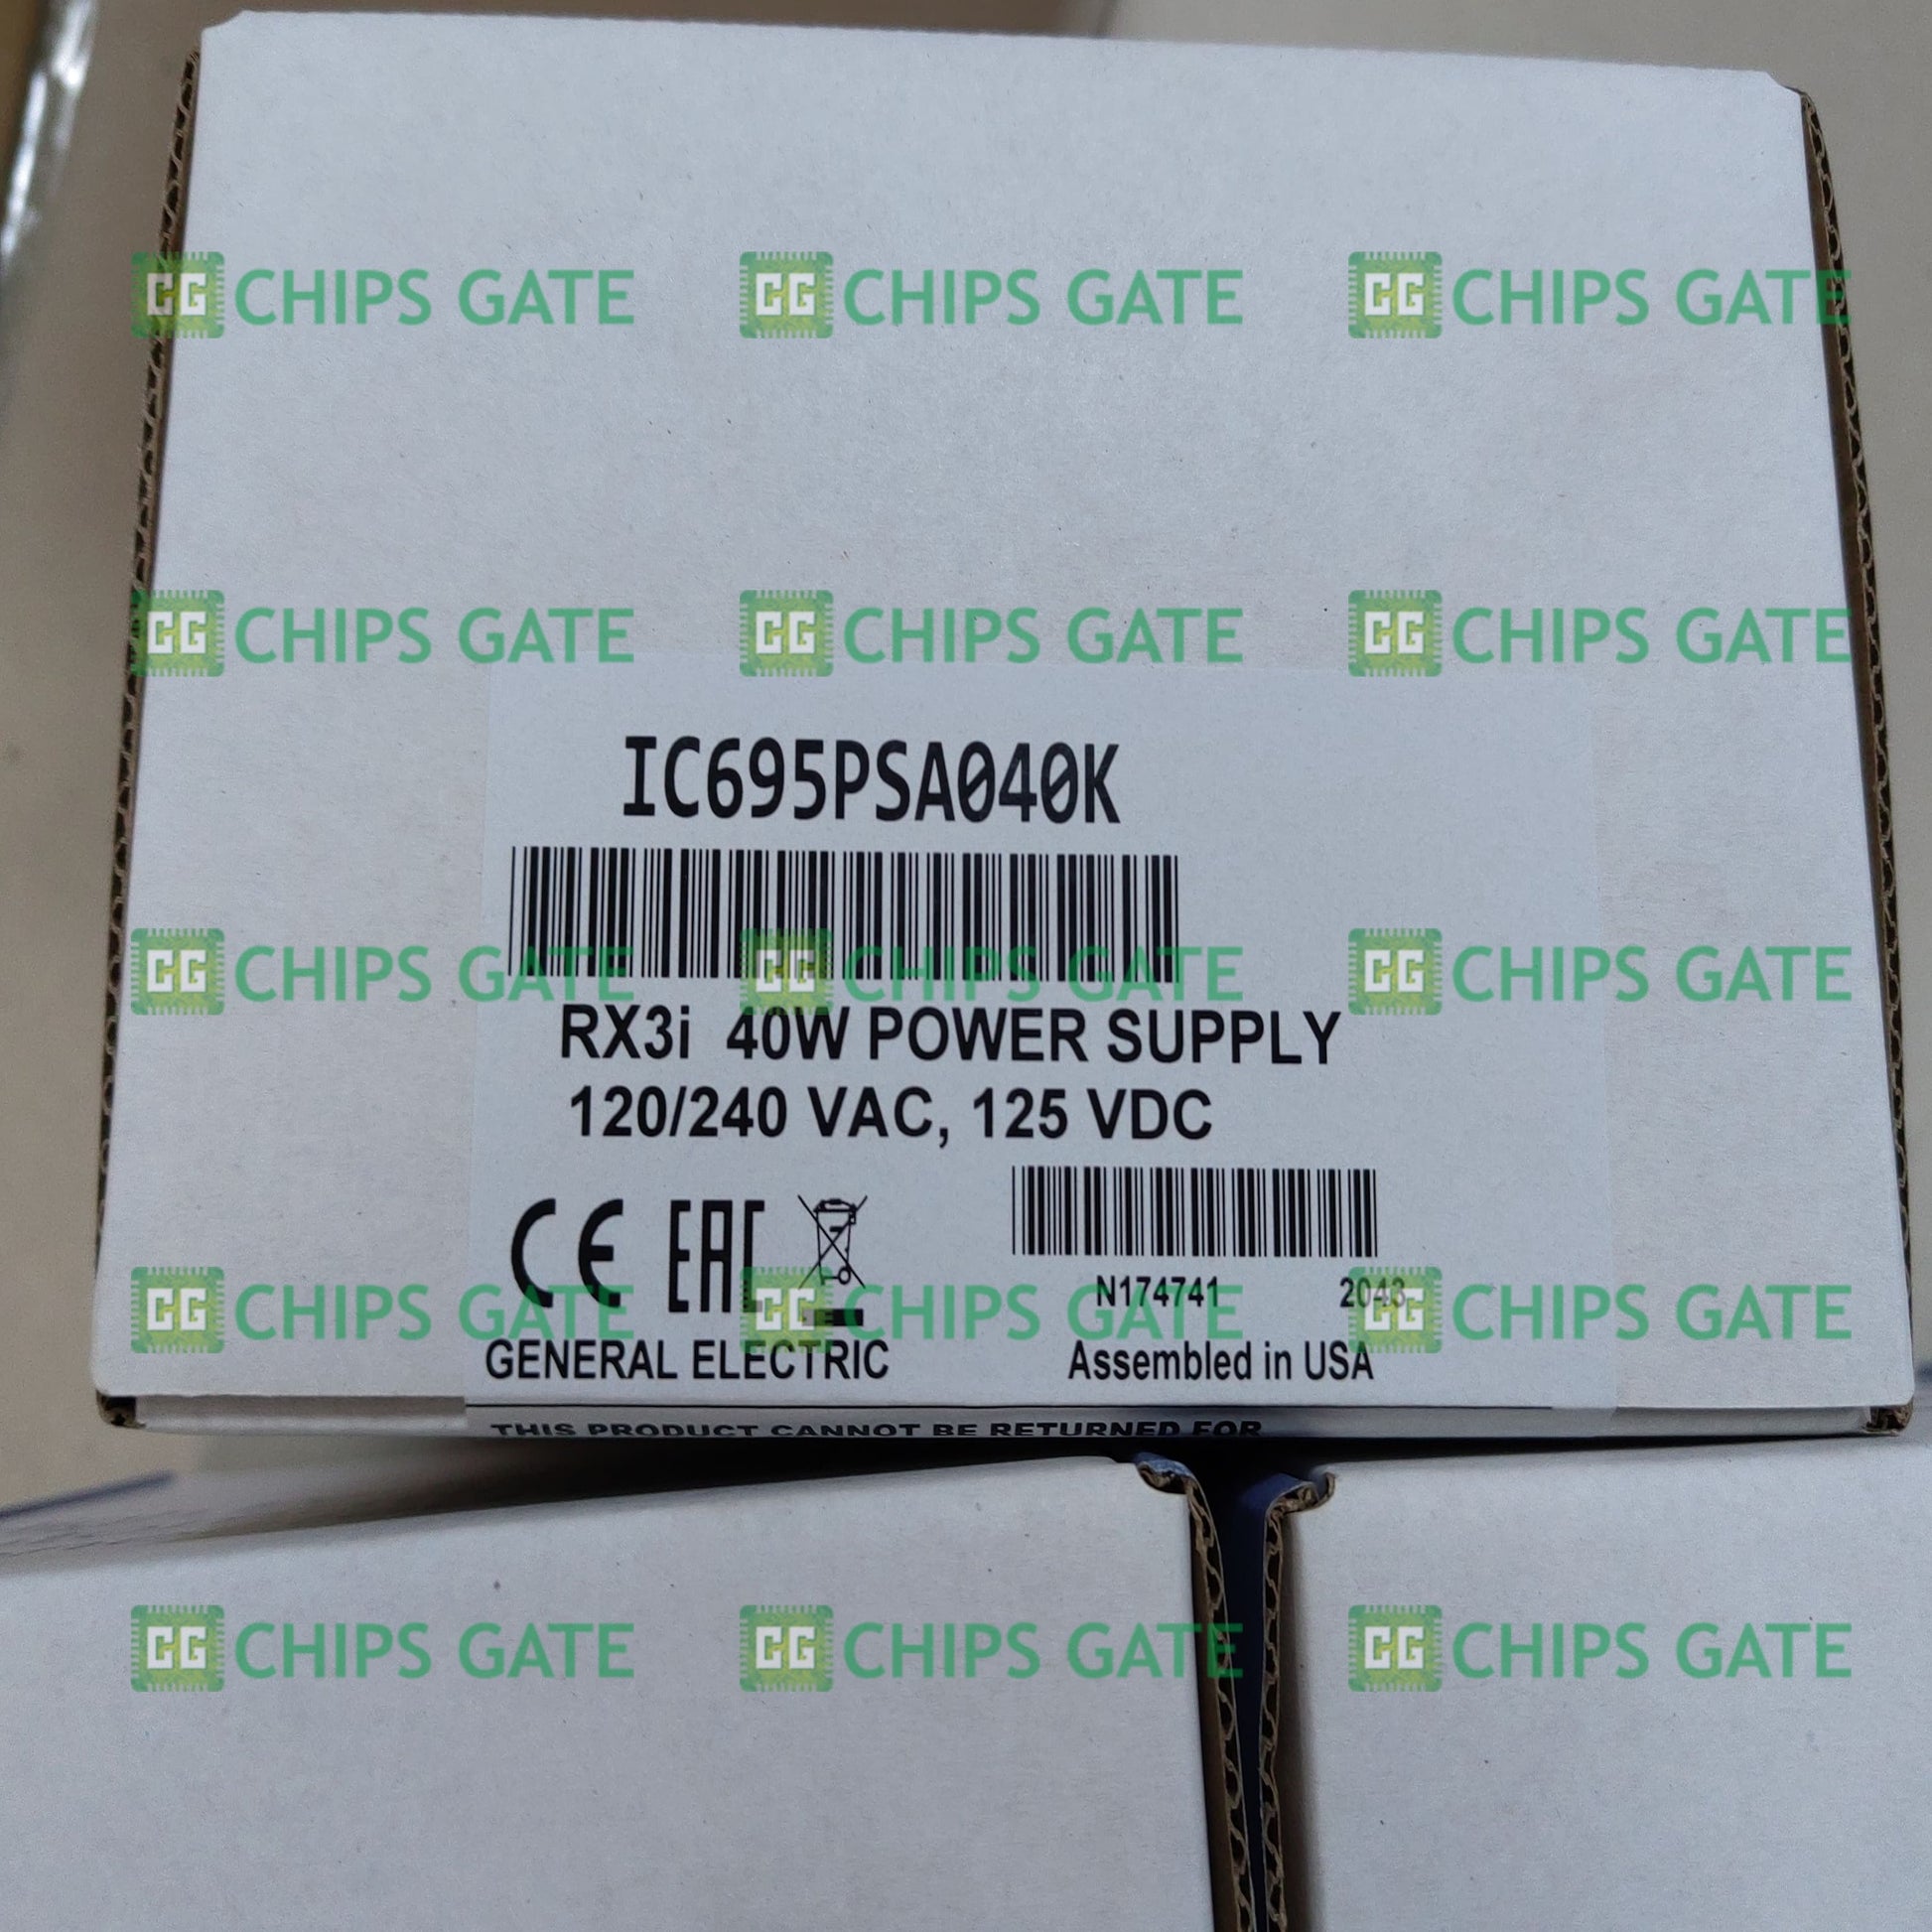 CG CHIPS GATE CG CHIPS GATE CG CHIPS GATE
CG CHIPS GATE CG CHIPS GATE CG CHIPS GATE
IC695PSA040K
CG CHIPS GATE CG CHIPS GATE CG CHIPS GATE
RX3i 40W POWER SUPPLY
120/240 VAC, 125 VDC
CE EAC
N174741 2043
CG CHIPS GATE CG CHIPS GATE CG CHIPS GATE
GENERAL ELECTRIC Assembled in USA
THIS PRODUCT CANNOT BE RETURNED FOR
CG CHIPS GATE CG CHIPS GATE CG CHIPS GATE